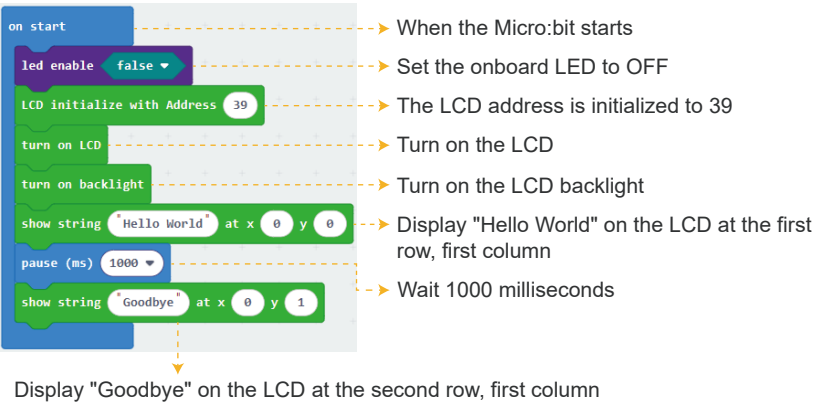 on start
When the Micro:bit starts
led enable false
Set the onboard LED to OFF
LCD initialize with Address 39
The LCD address is initialized to 39
turn on LCD
Turn on the LCD
turn on backlight
Turn on the LCD backlight
show string "Hello World" at x 0 y 0
Display "Hello World" on the LCD at the first
row, first column
pause (ms) 1000
Wait 1000 milliseconds
show string "Goodbye" at x 0 y 1
Display "Goodbye" on the LCD at the second row, first column